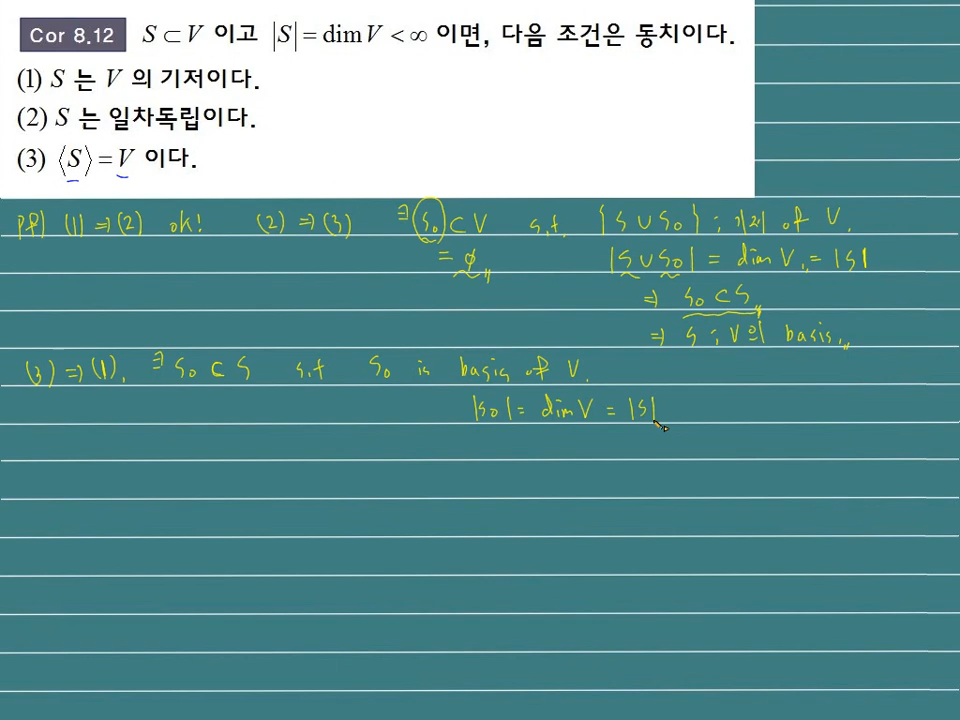 Cor 8.12 S ⊂ V 이고 |S| = dim V < ∞ 이면, 다음 조건은 동치이다.
(1) S 는 V 의 기저이다.
(2) S 는 일차독립이다.
(3) ⟨S⟩ = V 이다.
pf) (1) ⇒ (2) ok! (2) ⇒ (3) ∃ S₀ ⊂ V s.t. {S ∪ S₀} ; 기저 of V.
= ϕ |S ∪ S₀| = dim V = |S|
⇒ S₀ ⊂ S
⇒ S ; V의 basis.
(3) ⇒ (1). ∃ S₀ ⊂ S s.t S₀ is basis of V.
|S₀| = dim V = |S|